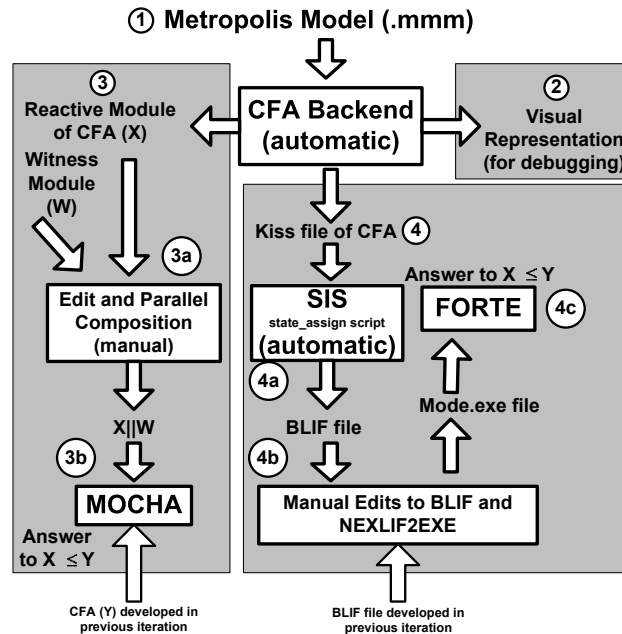 1 Metropolis Model (.mmm)
CFA Backend
(automatic)
2
Visual
Representation
(for debugging)
3
Reactive Module
of CFA (X)
Witness
Module
(W)
3a
Edit and Parallel
Composition
(manual)
X||W
3b
MOCHA
Answer
to X ≤ Y
CFA (Y) developed in
previous iteration
Kiss file of CFA 4
SIS
state_assign script
(automatic)
4a
BLIF file
4b
Manual Edits to BLIF and
NEXLIF2EXE
Mode.exe file
Answer to X ≤ Y
FORTE 4c
BLIF file developed in
previous iteration